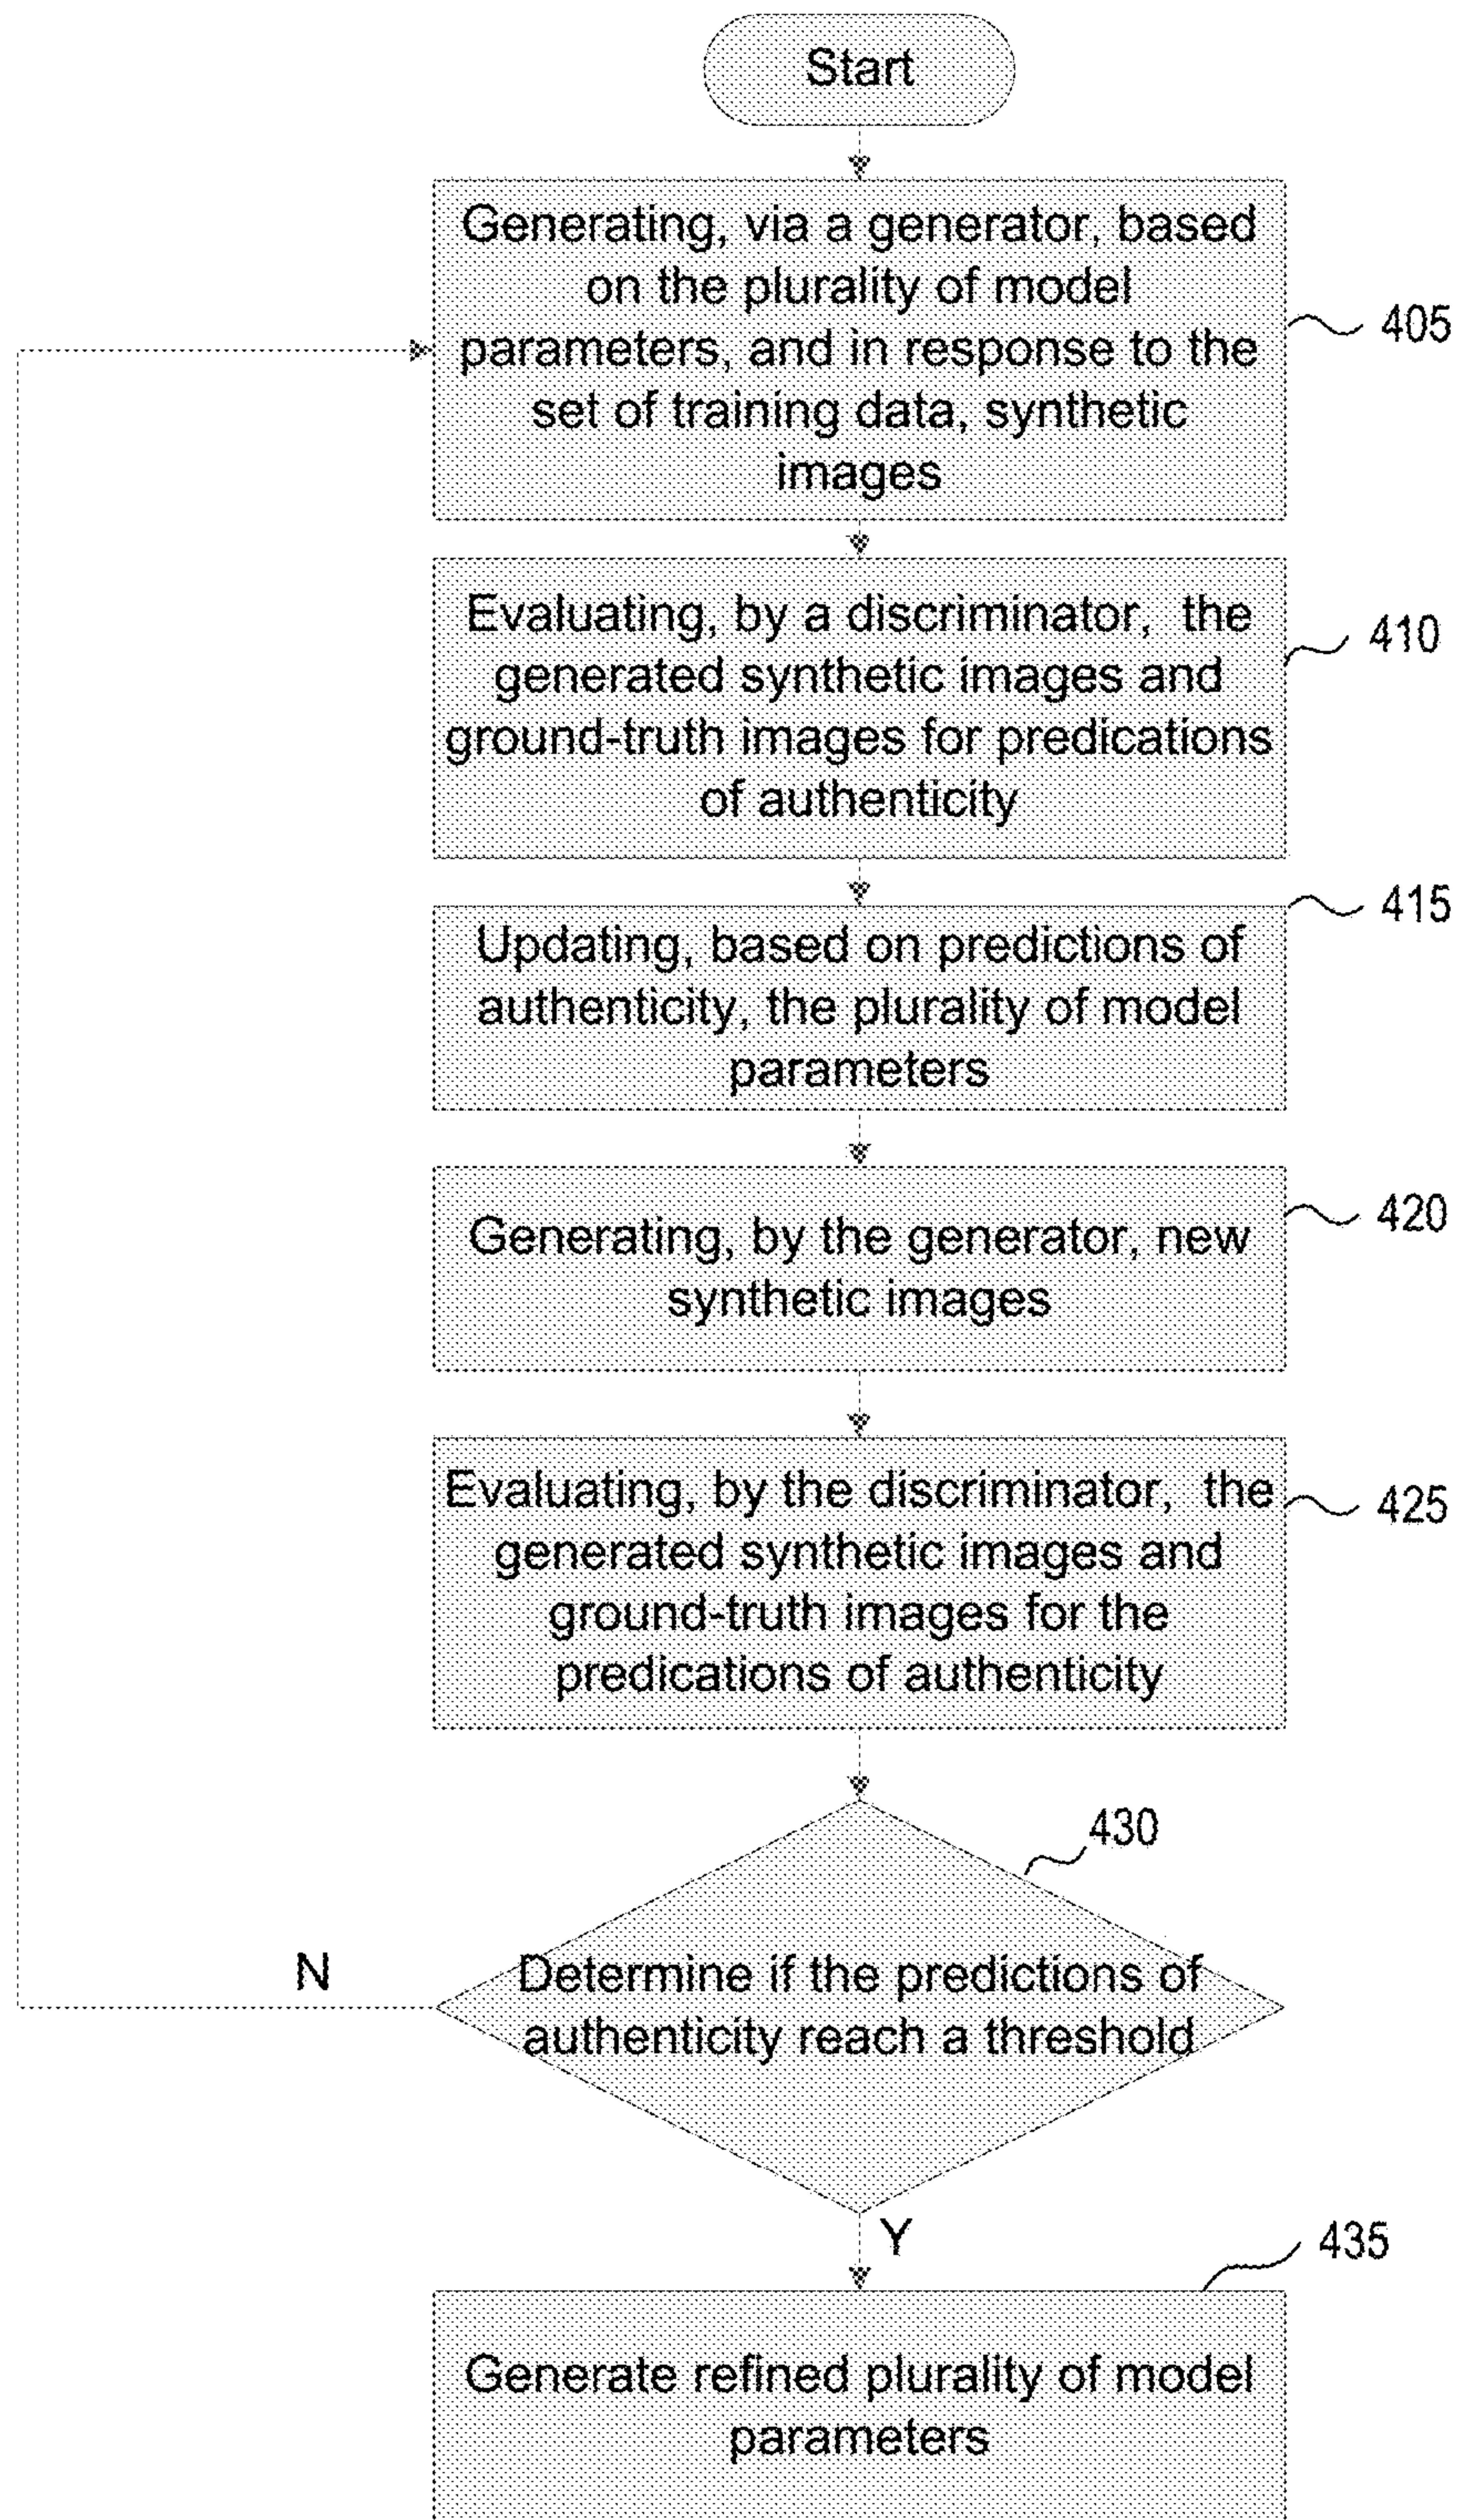 Start
Generating, via a generator, based
on the plurality of model
parameters, and in response to the
set of training data, synthetic
images
405
Evaluating, by a discriminator, the
generated synthetic images and
ground-truth images for predications
of authenticity
410
415
Updating, based on predictions of
authenticity, the plurality of model
parameters
420
Generating, by the generator, new
synthetic images
Evaluating, by the discriminator, the
generated synthetic images and
ground-truth images for the
predications of authenticity
425
430
N
Determine if the predictions of
authenticity reach a threshold
Y
435
Generate refined plurality of model
parameters